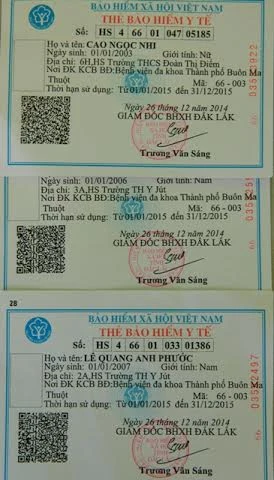 BẢO HIỂM XÃ HỘI VIỆT NAM
THẺ BẢO HIỂM Y TẾ
Số: HS 4 66 01 047 05185
Họ và tên: CAO NGỌC NHI
Ngày sinh: 01/01/2003 Giới tính: Nữ
Địa chỉ: 6H,HS Trường THCS Đoàn Thị Điểm
Nơi ĐK KCB BĐ:Bệnh viện đa khoa Thành phố Buôn Ma
Thuột Mã: 66 - 003
Thời hạn sử dụng: Từ 01/01/2015 đến 31/12/2015
Ngày 26 tháng 12 năm 2014
GIÁM ĐỐC BHXH ĐẮK LẮK
Trương Văn Sáng
Ngày sinh: 01/01/2006 Giới tính: Nam
Địa chỉ: 3A,HS Trường TH Y Jút
Nơi ĐK KCB BĐ:Bệnh viện đa khoa Thành phố Buôn Ma
Thuột Mã: 66 - 003
Thời hạn sử dụng: Từ 01/01/2015 đến 31/12/2015
Ngày 26 tháng 12 năm 2014
GIÁM ĐỐC BHXH ĐẮK LẮK
Trương Văn Sáng
28
BẢO HIỂM XÃ HỘI VIỆT NAM
THẺ BẢO HIỂM Y TẾ
Số: HS 4 66 01 033 01386
Họ và tên: LÊ QUANG ANH PHƯỚC
Ngày sinh: 01/01/2007 Giới tính: Nam
Địa chỉ: 2A,HS Trường TH Y Jút
Nơi ĐK KCB BĐ:Bệnh viện đa khoa Thành phố Buôn Ma
Thuột Mã: 66 - 003
Thời hạn sử dụng: Từ 01/01/2015 đến 31/12/2015
Ngày 26 tháng 12 năm 2014
GIÁM ĐỐC BHXH ĐẮK LẮK
Trương Văn Sáng